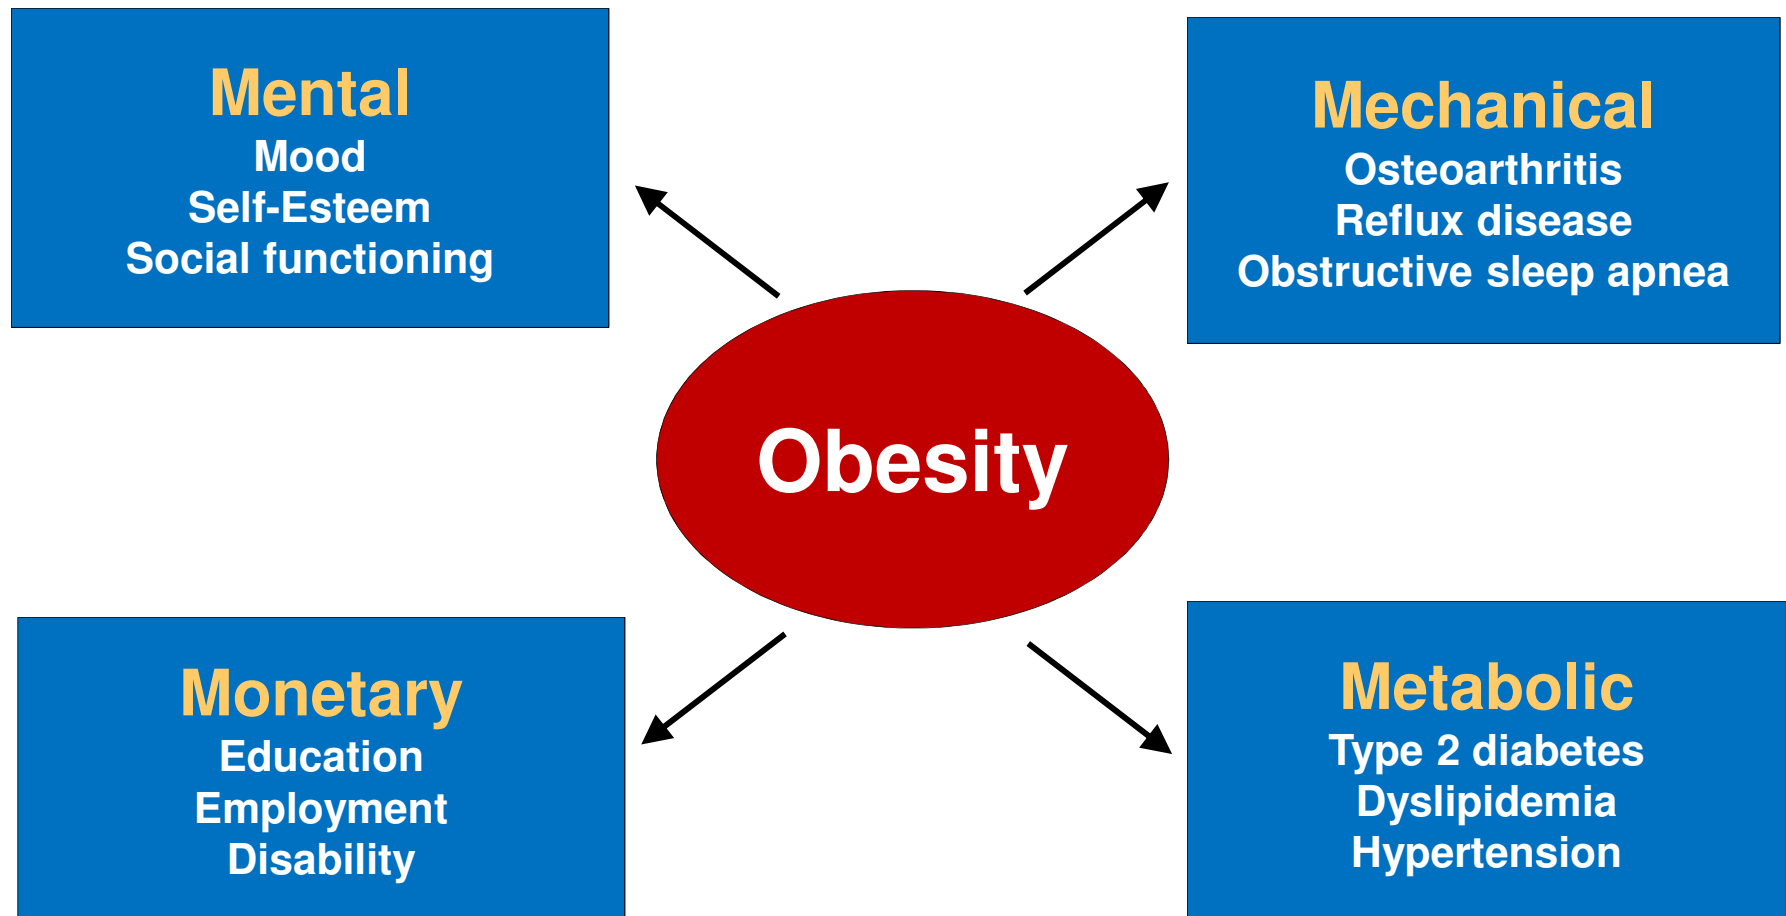 Mental
Mood
Self-Esteem
Social functioning
Mechanical
Osteoarthritis
Reflux disease
Obstructive sleep apnea
Obesity
Monetary
Education
Employment
Disability
Metabolic
Type 2 diabetes
Dyslipidemia
Hypertension